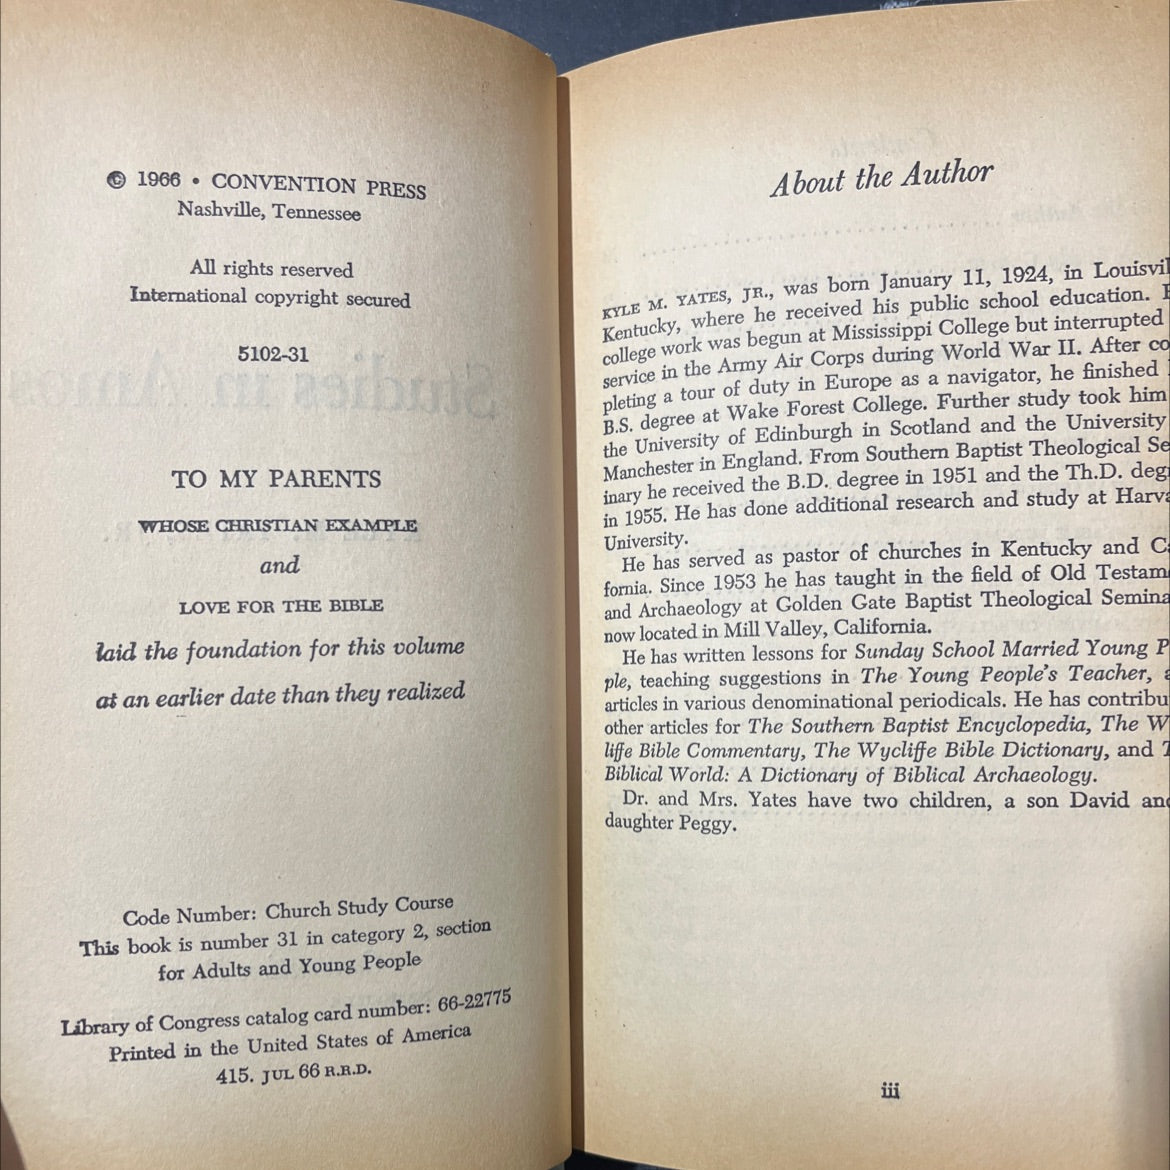 © 1966 • CONVENTION PRESS
Nashville, Tennessee
All rights reserved
International copyright secured
5102-31
TO MY PARENTS
WHOSE CHRISTIAN EXAMPLE
and
LOVE FOR THE BIBLE
laid the foundation for this volume
at an earlier date than they realized
Code Number: Church Study Course
This book is number 31 in category 2, section
for Adults and Young People
Library of Congress catalog card number: 66-22775
Printed in the United States of America
415. JUL 66 R.R.D.
About the Author
KYLE M. YATES, JR., was born January 11, 1924, in Louisvil
Kentucky, where he received his public school education.
college work was begun at Mississippi College but interrupted
service in the Army Air Corps during World War II. After co
pleting a tour of duty in Europe as a navigator, he finished
B.S. degree at Wake Forest College. Further study took him
the University of Edinburgh in Scotland and the University
Manchester in England. From Southern Baptist Theological Se
inary he received the B.D. degree in 1951 and the Th.D. deg
in 1955. He has done additional research and study at Harva
University.
He has served as pastor of churches in Kentucky and Ca
fornia. Since 1953 he has taught in the field of Old Testam
and Archaeology at Golden Gate Baptist Theological Semina
now located in Mill Valley, California.
He has written lessons for Sunday School Married Young P
ple, teaching suggestions in The Young People's Teacher, a
articles in various denominational periodicals. He has contribu
other articles for The Southern Baptist Encyclopedia, The W
liffe Bible Commentary, The Wycliffe Bible Dictionary, and T
Biblical World: A Dictionary of Biblical Archaeology.
Dr. and Mrs. Yates have two children, a son David and
daughter Peggy.
iii